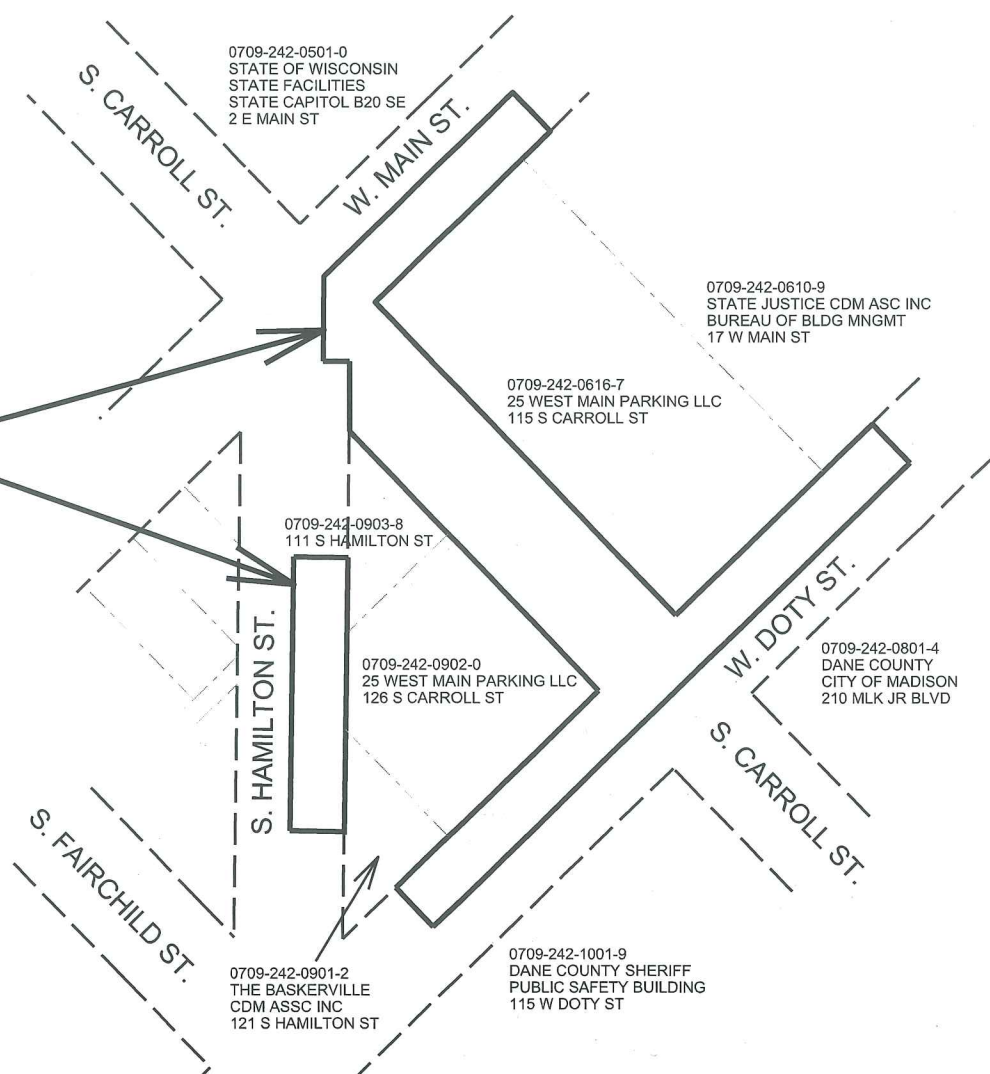 0709-242-0501-0
STATE OF WISCONSIN
STATE FACILITIES
STATE CAPITOL B20 SE
2 E MAIN ST
S. CARROLL ST.
W. MAIN ST.
0709-242-0610-9
STATE JUSTICE CDM ASC INC
BUREAU OF BLDG MNGMT
17 W MAIN ST
0709-242-0616-7
25 WEST MAIN PARKING LLC
115 S CARROLL ST
0709-242-0903-8
111 S HAMILTON ST
S. HAMILTON ST.
0709-242-0902-0
25 WEST MAIN PARKING LLC
126 S CARROLL ST
W. DOTY ST.
0709-242-0801-4
DANE COUNTY
CITY OF MADISON
210 MLK JR BLVD
S. CARROLL ST.
S. FAIRCHILD ST.
0709-242-0901-2
THE BASKERVILLE
CDM ASSC INC
121 S HAMILTON ST
0709-242-1001-9
DANE COUNTY SHERIFF
PUBLIC SAFETY BUILDING
115 W DOTY ST